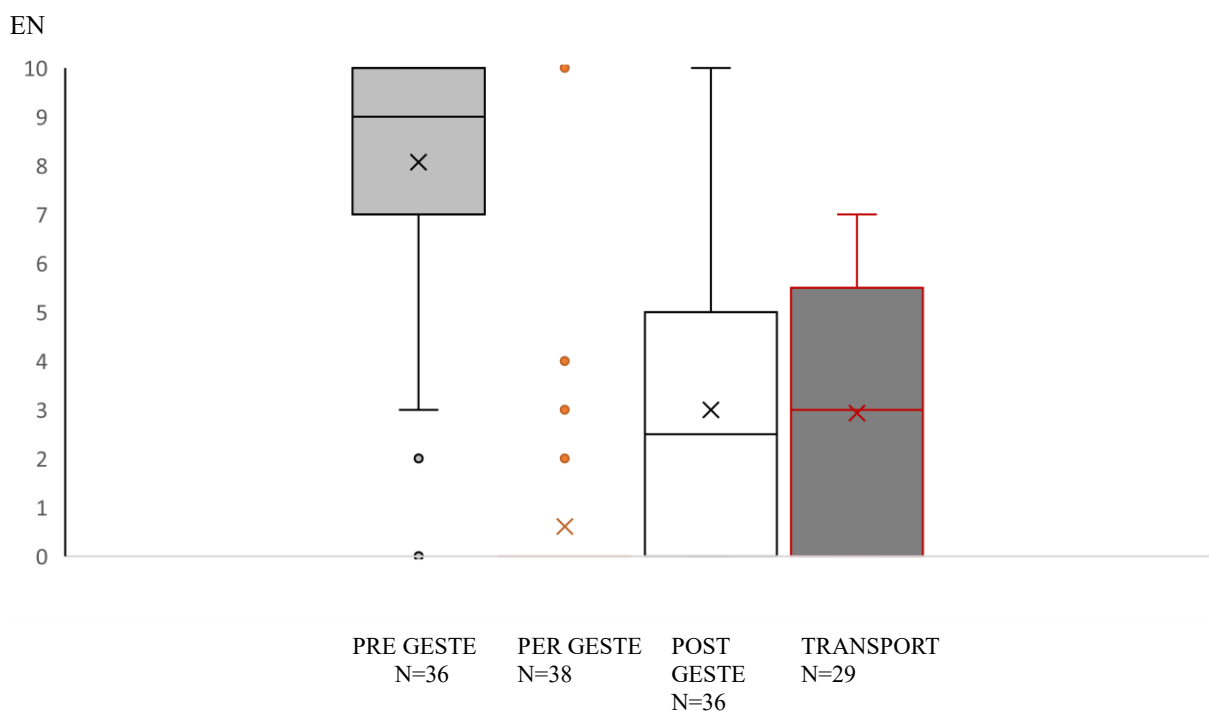 EN
10
9
8
7
6
5
4
3
2
1
0
PRE GESTE
N=36
PER GESTE
N=38
POST
GESTE
N=36
TRANSPORT
N=29